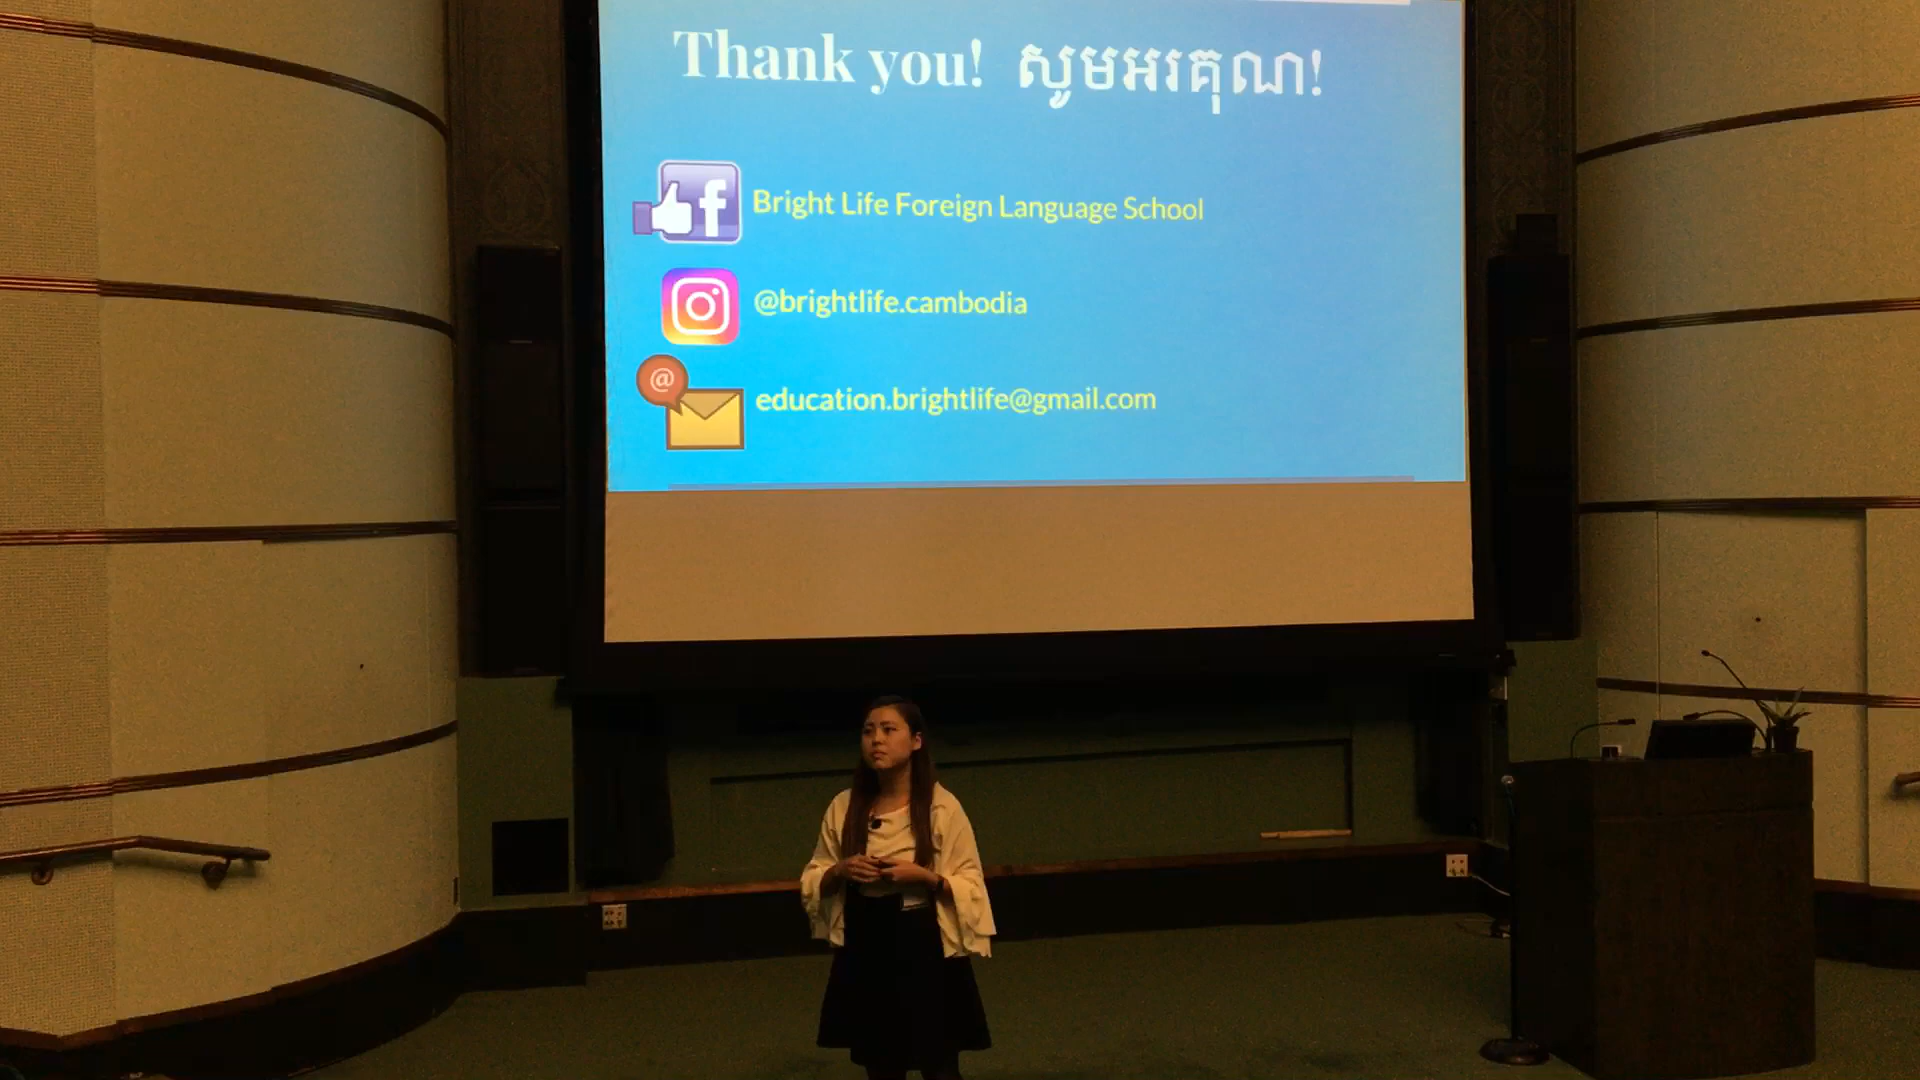 Thank you! សូមអរគុណ!
Bright Life Foreign Language School
@brightlife.cambodia
education.brightlife@gmail.com